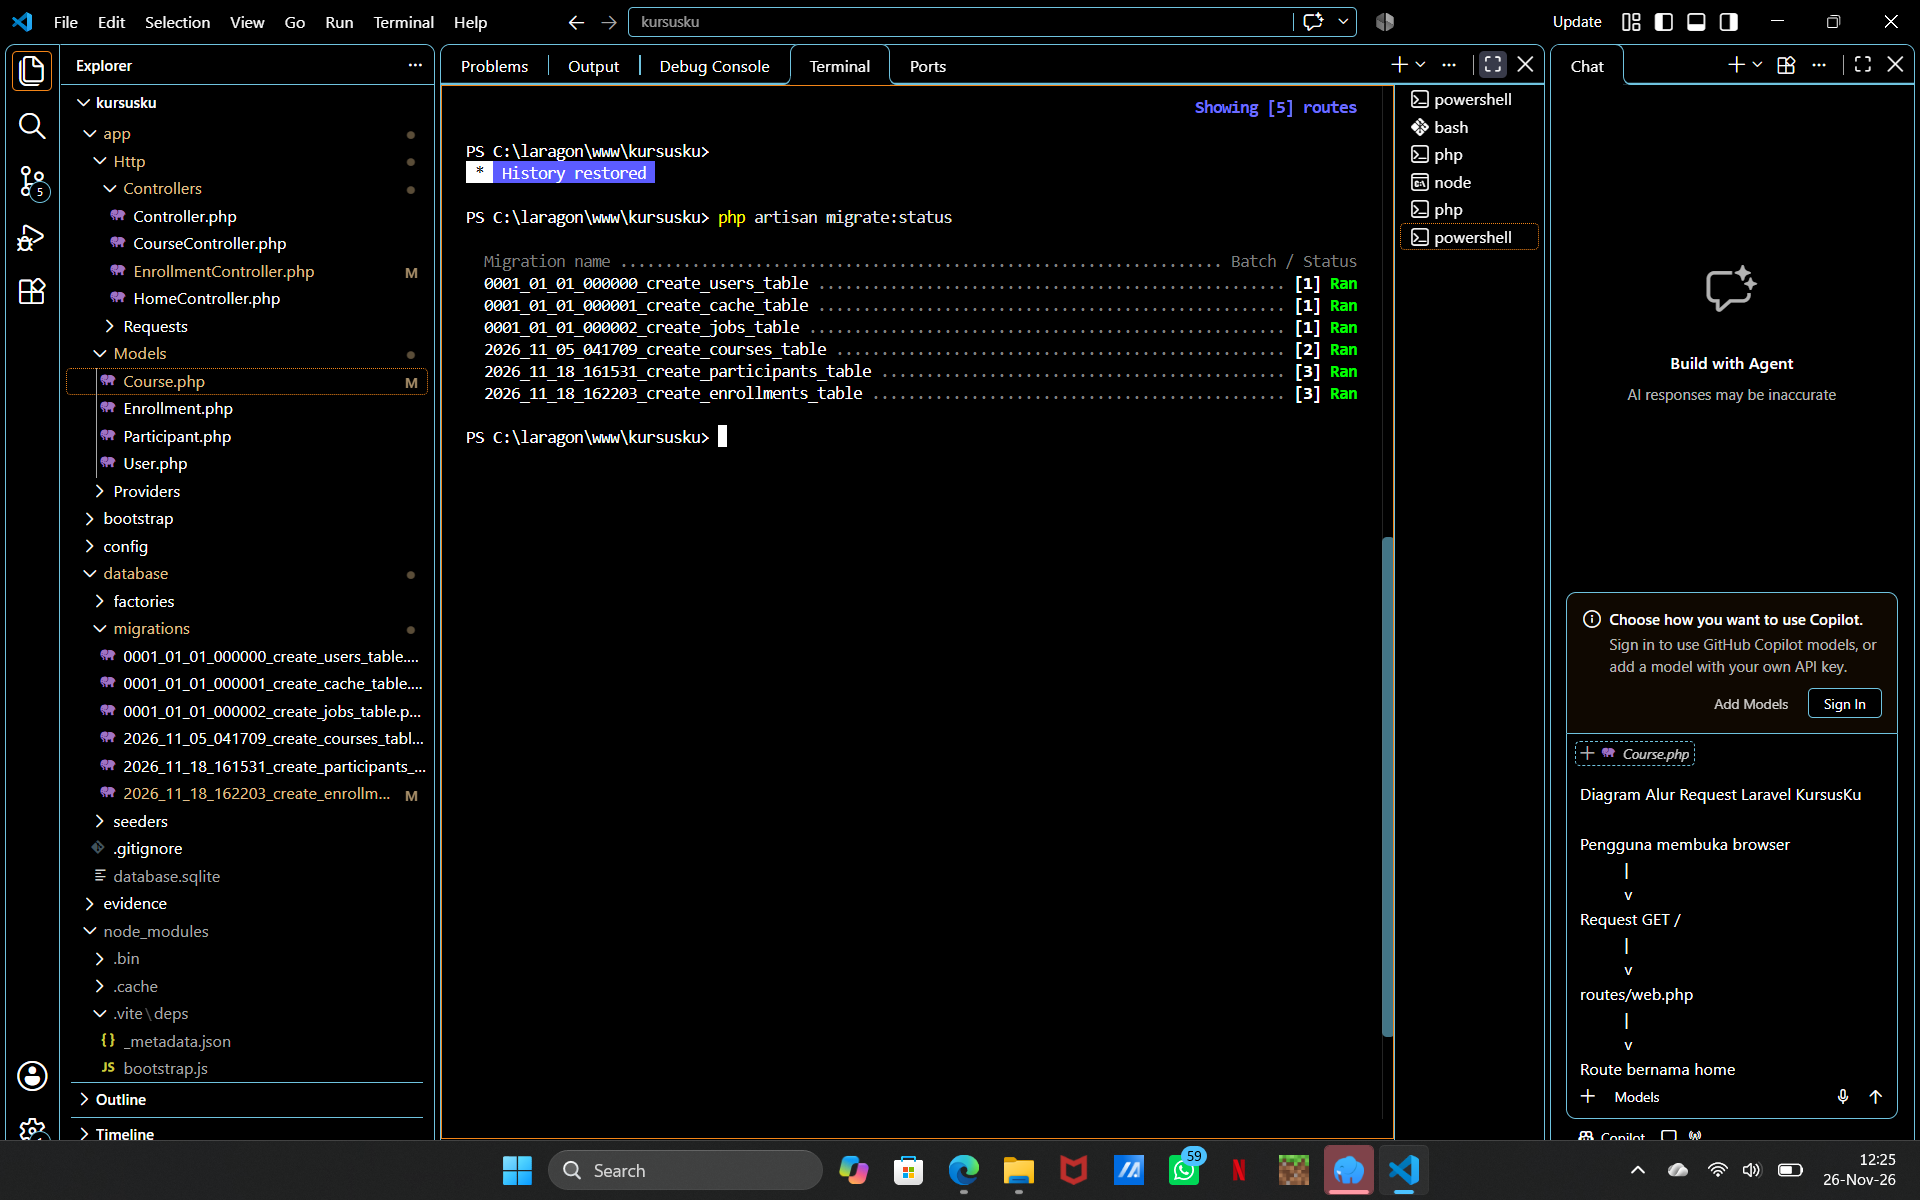 File Edit Selection View Go Run Terminal Help
kursusku
Update
Explorer
kursusku
app
Http
Controllers
Controller.php
CourseController.php
EnrollmentController.php M
HomeController.php
Requests
Models
Course.php M
Enrollment.php
Participant.php
User.php
Providers
bootstrap
config
database
factories
migrations
0001_01_01_000000_create_users_table....
0001_01_01_000001_create_cache_table....
0001_01_01_000002_create_jobs_table.p...
2026_11_05_041709_create_courses_tabl...
2026_11_18_161531_create_participants_...
2026_11_18_162203_create_enrollm... M
seeders
.gitignore
database.sqlite
evidence
node_modules
.bin
.cache
.vite\deps
{} _metadata.json
JS bootstrap.js
Outline
Timeline
5
Problems Output Debug Console Terminal Ports
Showing [5] routes
PS C:\laragon\www\kursusku>
* History restored
PS C:\laragon\www\kursusku> php artisan migrate:status
Migration name ................................................................... Batch / Status
0001_01_01_000000_create_users_table .................................................... [1] Ran
0001_01_01_000001_create_cache_table .................................................... [1] Ran
0001_01_01_000002_create_jobs_table ..................................................... [1] Ran
2026_11_05_041709_create_courses_table .................................................. [2] Ran
2026_11_18_161531_create_participants_table ............................................. [3] Ran
2026_11_18_162203_create_enrollments_table .............................................. [3] Ran
PS C:\laragon\www\kursusku>
powershell
bash
php
node
php
powershell
Chat
Build with Agent
AI responses may be inaccurate
Choose how you want to use Copilot.
Sign in to use GitHub Copilot models, or
add a model with your own API key.
Add Models Sign In
+ Course.php
Diagram Alur Request Laravel KursusKu
Pengguna membuka browser
|
v
Request GET /
|
v
routes/web.php
|
v
Route bernama home
+ Models
Copilot
Search
59
12:25
26-Nov-26